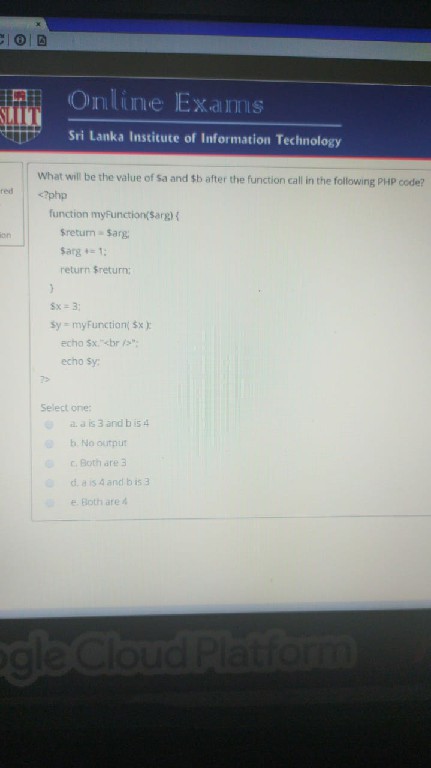 SLIIT
Online Exams
Sri Lanka Institute of Information Technology
What will be the value of $a and $b after the function call in the following PHP code?
<?php
function myFunction($arg) {
$return = $arg;
$arg += 1;
return $return;
}
$x = 3;
$y = myFunction( $x );
echo $x."<br />";
echo $y;
?>
Select one:
a. a is 3 and b is 4
b. No output
c. Both are 3
d. a is 4 and b is 3
e. Both are 4
ogle Cloud Platform